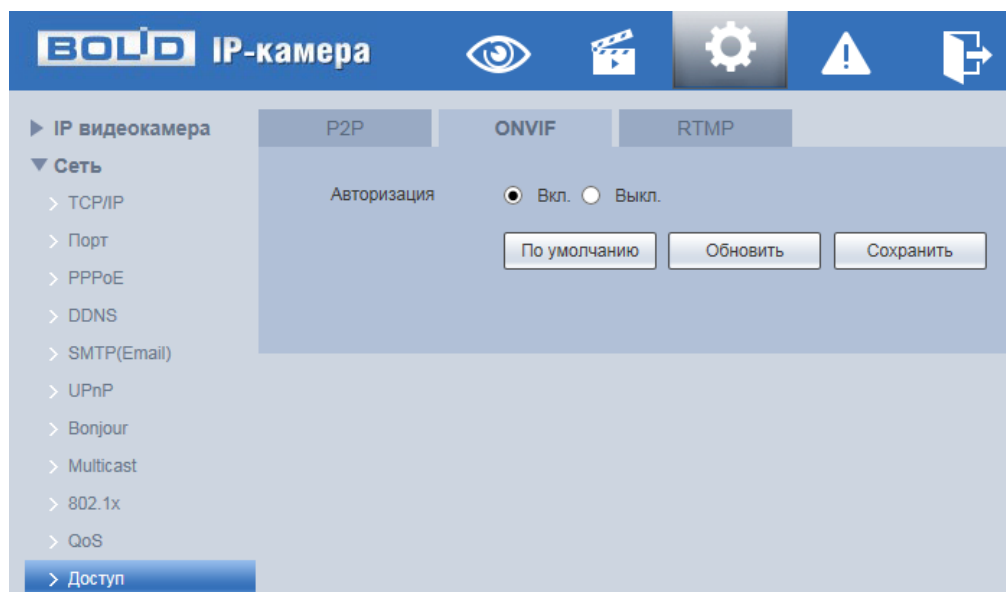 BOLID IP-камера
IP видеокамера
Сеть
TCP/IP
Порт
PPPoE
DDNS
SMTP(Email)
UPnP
Bonjour
Multicast
802.1x
QoS
Доступ
P2P ONVIF RTMP
Авторизация Вкл. Выкл.
По умолчанию Обновить Сохранить